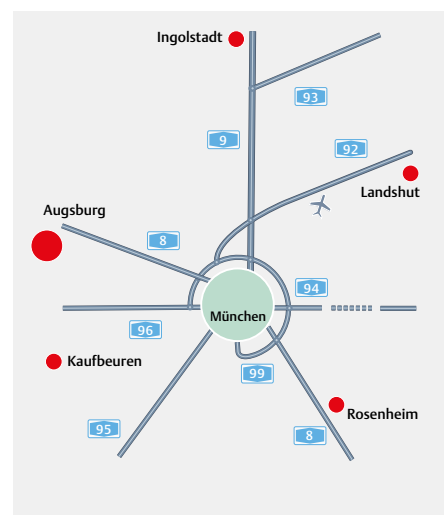 Ingolstadt
93
9
92
Landshut
Augsburg
8
94
München
96
Kaufbeuren
99
Rosenheim
95
8